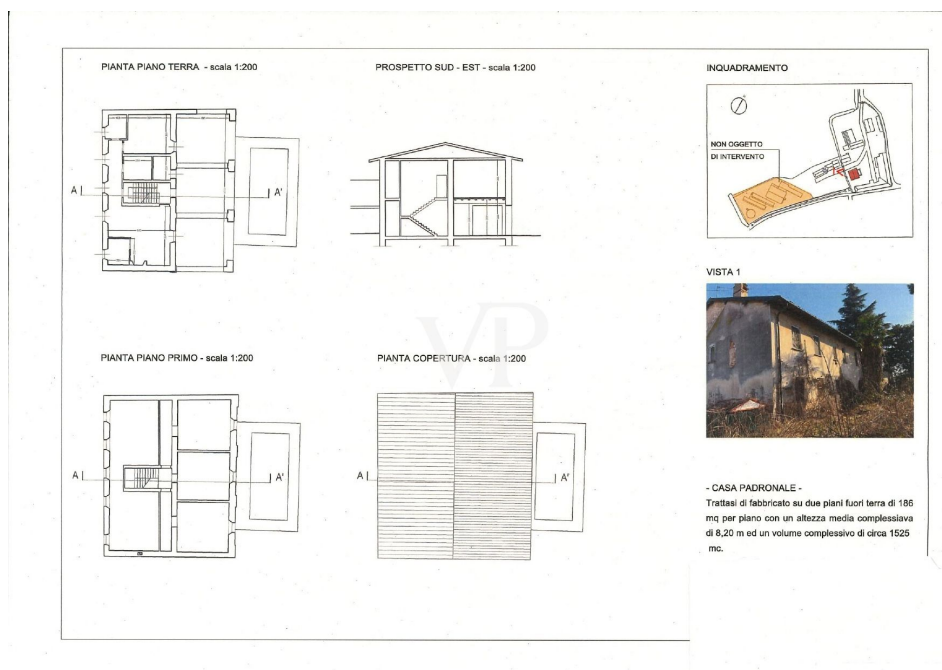 PIANTA PIANO TERRA - scala 1:200
PROSPETTO SUD - EST - scala 1:200
INQUADRAMENTO
NON OGGETTO
DI INTERVENTO
A
A'
VISTA 1
VP
PIANTA PIANO PRIMO - scala 1:200
PIANTA COPERTURA - scala 1:200
A
A'
A
A'
- CASA PADRONALE -
Trattasi di fabbricato su due piani fuori terra di 186
mq per piano con un altezza media complessiava
di 8,20 m ed un volume complessivo di circa 1525
mc.